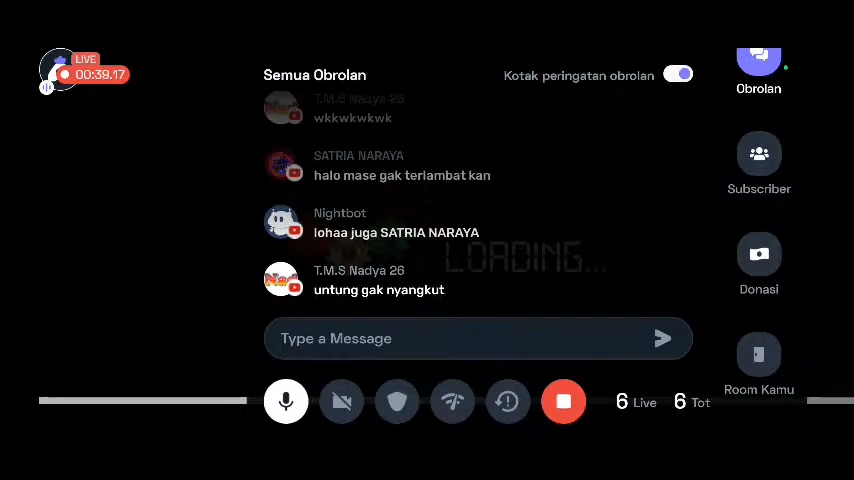 LIVE
00:39.17
Semua Obrolan
Kotak peringatan obrolan
Obrolan
T.M.S Nadya 26
wkkwkwkwk
SATRIA NARAYA
halo mase gak terlambat kan
Subscriber
Nightbot
lohaa juga SATRIA NARAYA
LOADING...
T.M.S Nadya 26
untung gak nyangkut
Donasi
Type a Message
Room Kamu
6 Live 6 Tot